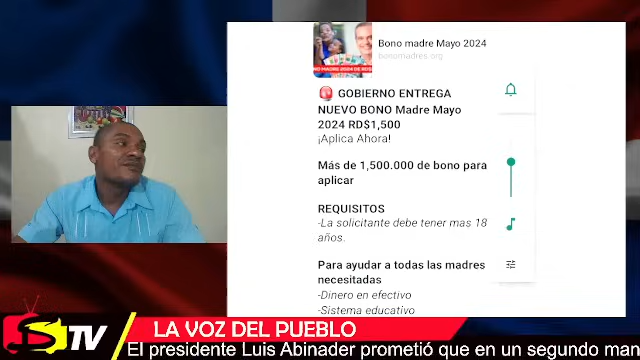 Bono madre Mayo 2024
bonomadres.org
GOBIERNO ENTREGA
NUEVO BONO Madre Mayo
2024 RD$1,500
¡Aplica Ahora!
Más de 1,500.000 de bono para
aplicar
REQUISITOS
-La solicitante debe tener mas 18
años.
Para ayudar a todas las madres
necesitadas
-Dinero en efectivo
-Sistema educativo
STV
LA VOZ DEL PUEBLO
El presidente Luis Abinader prometió que en un segundo man